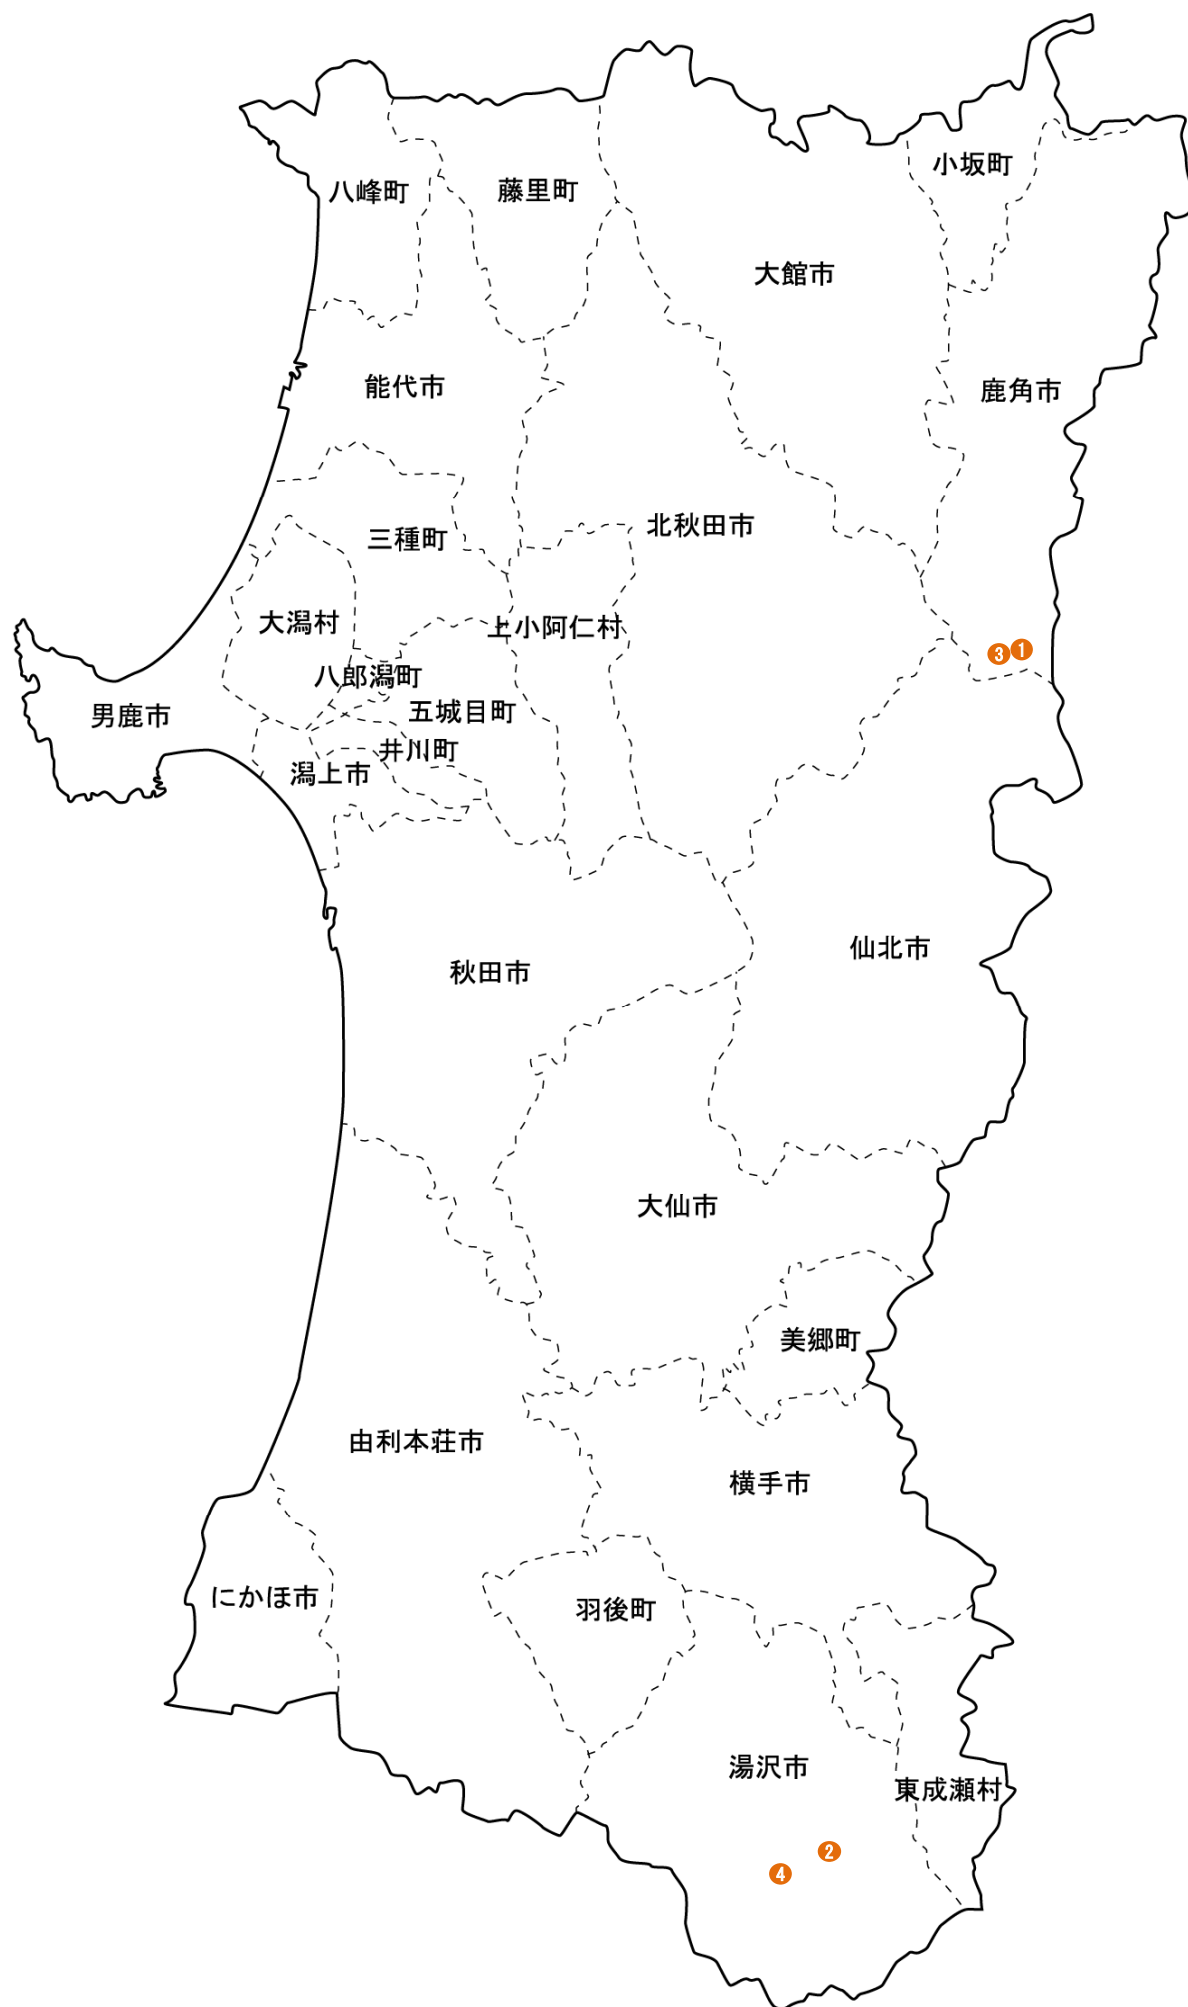 小坂町
八峰町
藤里町
大館市
能代市
鹿角市
北秋田市
三種町
大潟村
上小阿仁村
3
1
八郎潟町
男鹿市
五城目町
井川町
潟上市
仙北市
秋田市
大仙市
美郷町
由利本荘市
横手市
にかほ市
羽後町
湯沢市
東成瀬村
2
4